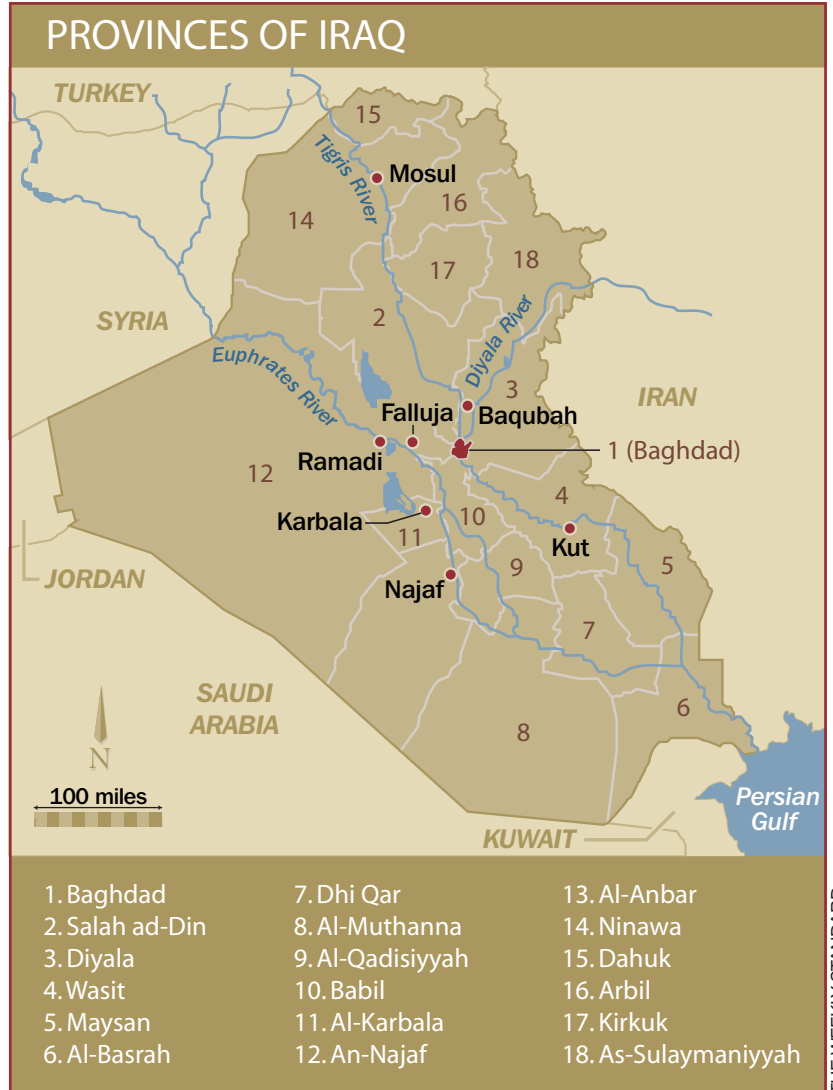 PROVINCES OF IRAQ
TURKEY
15
Tigris River
Mosul
14
16
17
18
2
SYRIA
Diyala River
Euphrates River
3
IRAN
Falluja
Baqubah
Ramadi
1 (Baghdad)
12
4
Karbala
10
11
Kut
9
5
JORDAN
Najaf
7
SAUDI
ARABIA
6
8
N
100 miles
Persian
Gulf
KUWAIT
1. Baghdad
2. Salah ad-Din
3. Diyala
4. Wasit
5. Maysan
6. Al-Basrah
7. Dhi Qar
8. Al-Muthanna
9. Al-Qadisiyyah
10. Babil
11. Al-Karbala
12. An-Najaf
13. Al-Anbar
14. Ninawa
15. Dahuk
16. Arbil
17. Kirkuk
18. As-Sulaymaniyyah